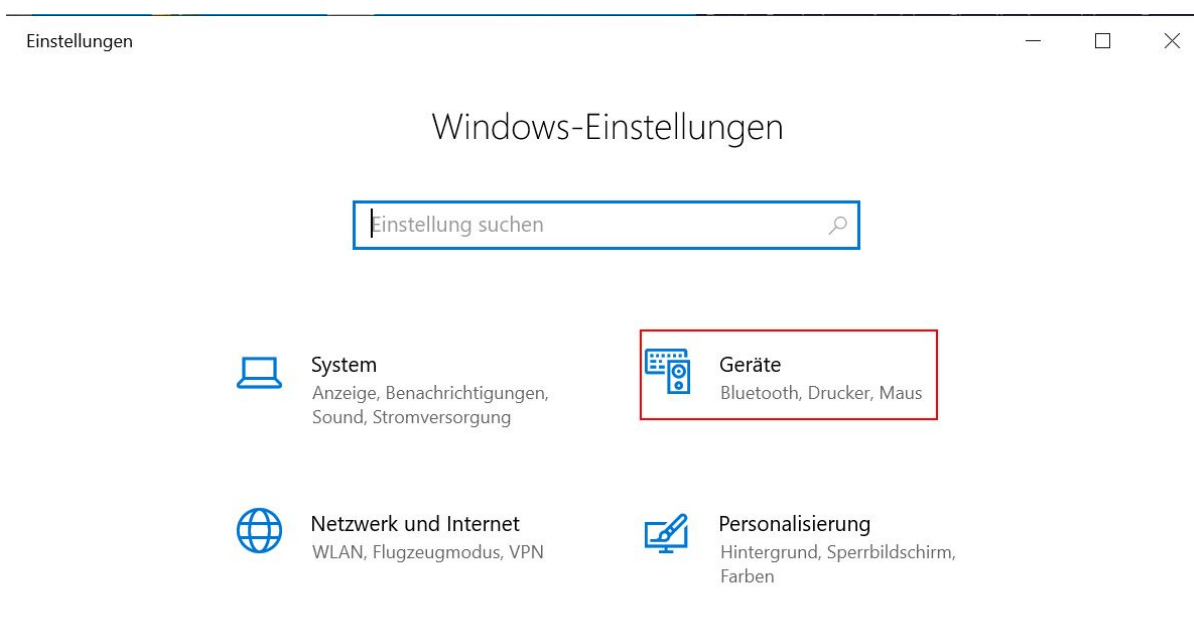 Einstellungen
Windows-Einstellungen
Einstellung suchen
System
Anzeige, Benachrichtigungen,
Sound, Stromversorgung
Geräte
Bluetooth, Drucker, Maus
Netzwerk und Internet
WLAN, Flugzeugmodus, VPN
Personalisierung
Hintergrund, Sperrbildschirm,
Farben